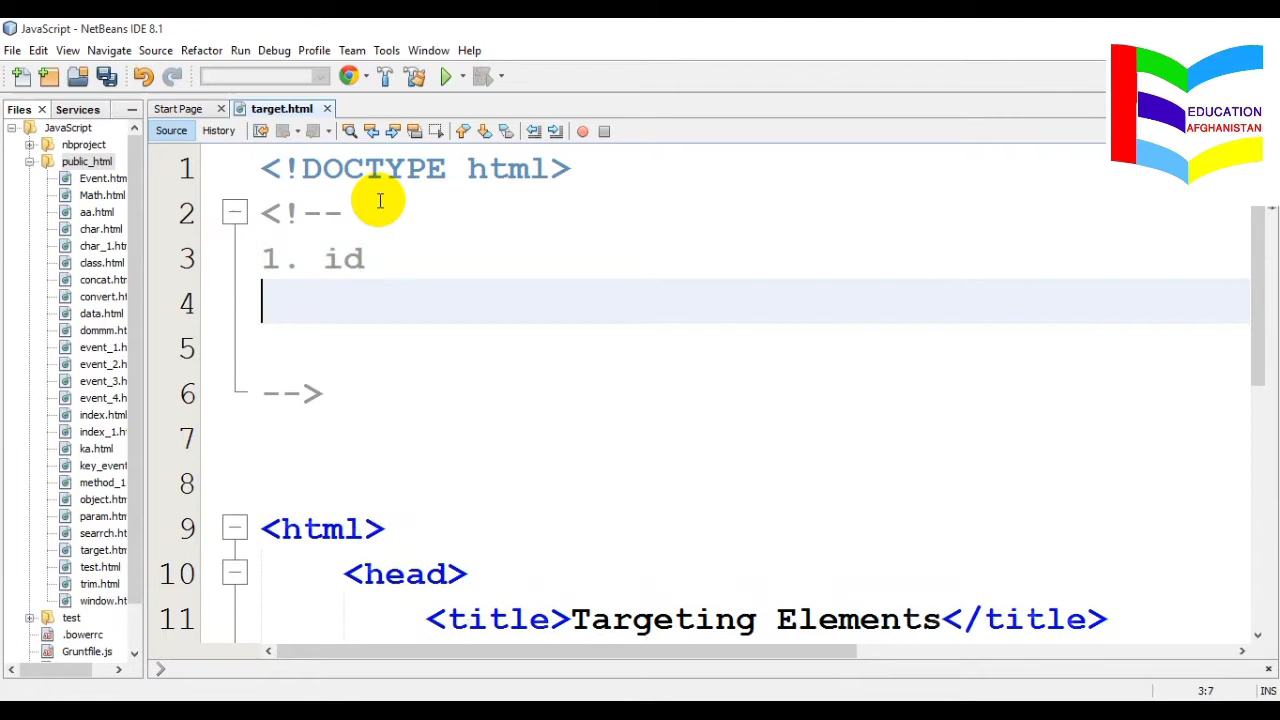 JavaScript - NetBeans IDE 8.1
File Edit View Navigate Source Refactor Run Debug Profile Team Tools Window Help
EDUCATION
AFGHANISTAN
Files Services
Start Page target.html
Source History
JavaScript
nbproject
public_html
Event.htm
Math.html
aa.html
char.html
char_1.htm
class.html
concat.htm
convert.h
data.html
dommm.ht
event_1.h
event_2.h
event_3.h
event_4.h
index.html
index_1.h
ka.html
key_event
method_1
object.htm
param.htm
searrch.ht
target.htm
test.html
trim.html
window.ht
test
.bowerrc
Gruntfile.js
1 <!DOCTYPE html>
2 <!--
3 1. id
4
5
6 -->
7
8
9 <html>
10 <head>
11 <title>Targeting Elements</title>
3:7 INS